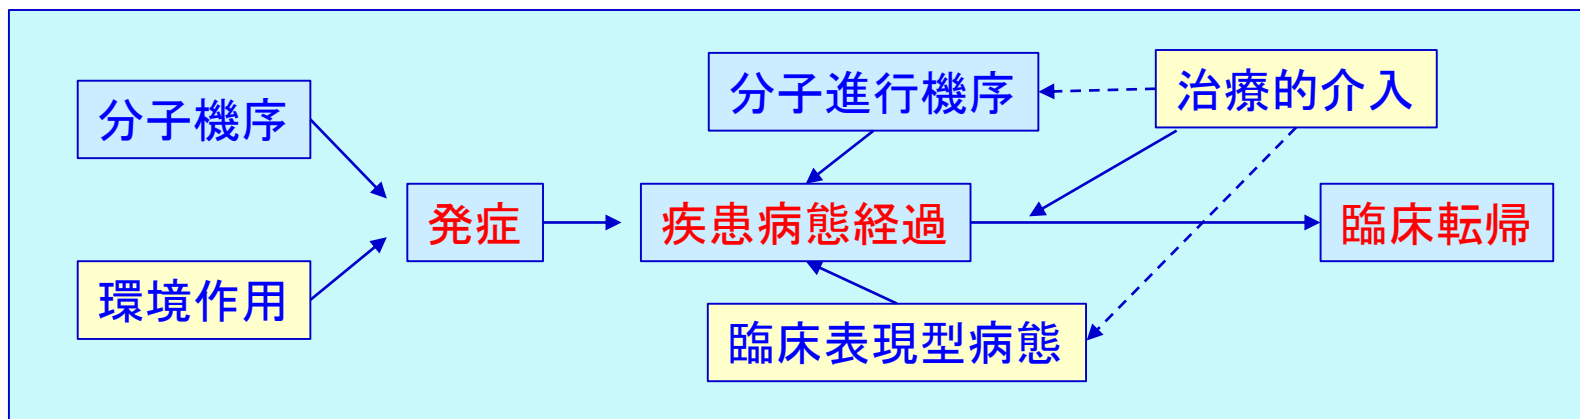 分子機序
環境作用
発症
分子進行機序
疾患病態経過
臨床表現型病態
治療的介入
臨床転帰